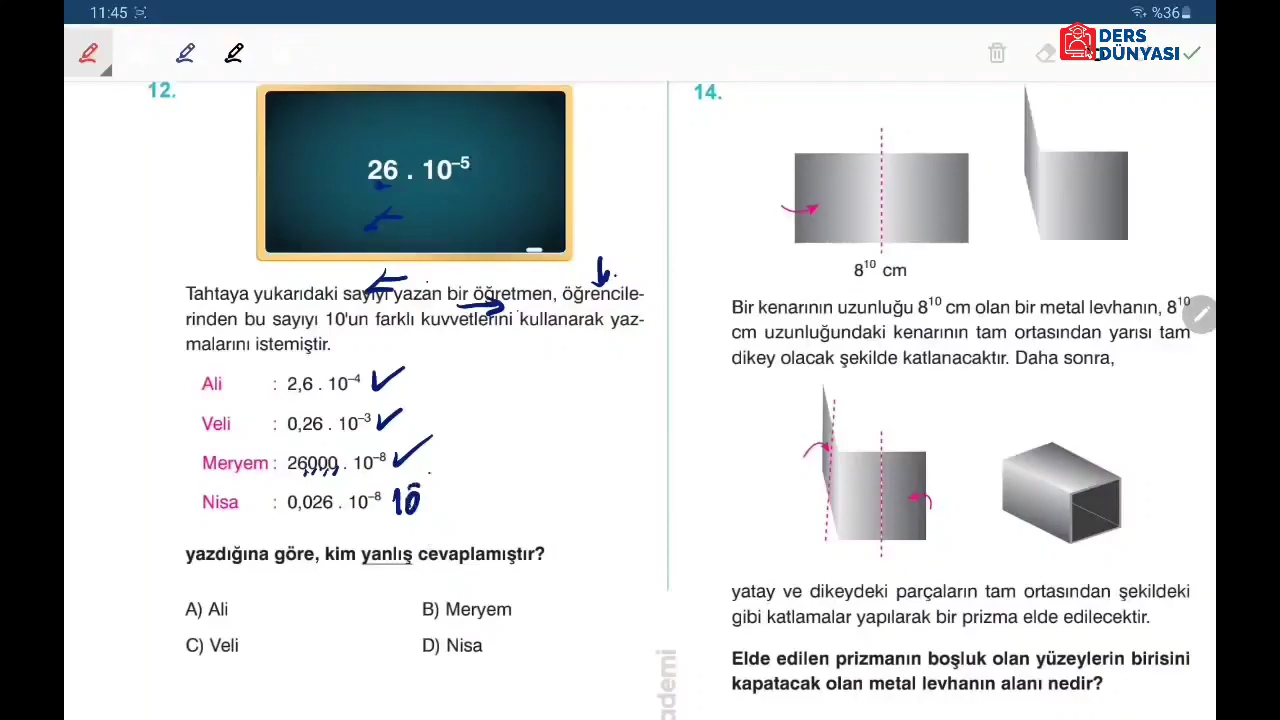 11:45
%36
DERS
DÜNYASI
12.
26 . 10⁻⁵
Tahtaya yukarıdaki sayıyı yazan bir öğretmen, öğrencile-
rinden bu sayıyı 10'un farklı kuvvetlerini kullanarak yaz-
malarını istemiştir.
Ali : 2,6 . 10⁻⁴
Veli : 0,26 . 10⁻³
Meryem : 26000 . 10⁻⁸
Nisa : 0,026 . 10⁻⁸
yazdığına göre, kim yanlış cevaplamıştır?
A) Ali B) Meryem
C) Veli D) Nisa
ademi
14.
8¹⁰ cm
Bir kenarının uzunluğu 8¹⁰ cm olan bir metal levhanın, 8¹⁰
cm uzunluğundaki kenarının tam ortasından yarısı tam
dikey olacak şekilde katlanacaktır. Daha sonra,
yatay ve dikeydeki parçaların tam ortasından şekildeki
gibi katlamalar yapılarak bir prizma elde edilecektir.
Elde edilen prizmanın boşluk olan yüzeylerin birisini
kapatacak olan metal levhanın alanı nedir?